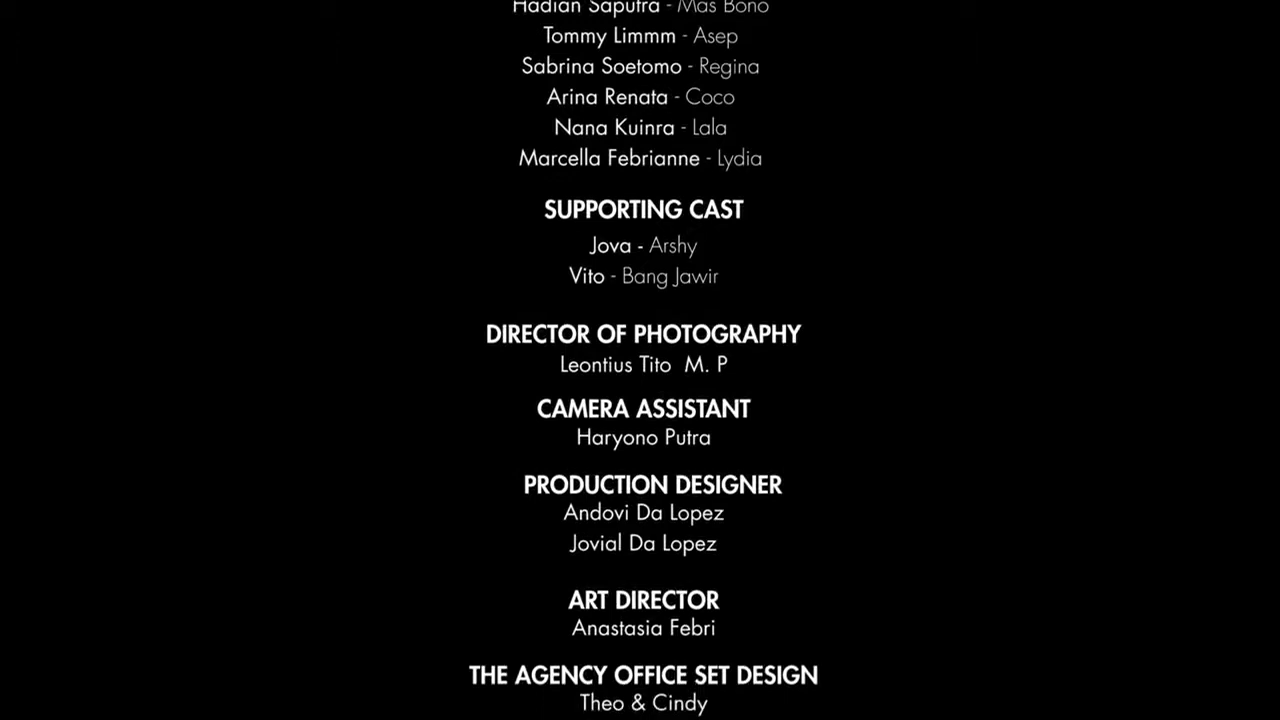 Hadian Saputra - Mas Bono
Tommy Limmm - Asep
Sabrina Soetomo - Regina
Arina Renata - Coco
Nana Kuinra - Lala
Marcella Febrianne - Lydia
SUPPORTING CAST
Jova - Arshy
Vito - Bang Jawir
DIRECTOR OF PHOTOGRAPHY
Leontius Tito M. P
CAMERA ASSISTANT
Haryono Putra
PRODUCTION DESIGNER
Andovi Da Lopez
Jovial Da Lopez
ART DIRECTOR
Anastasia Febri
THE AGENCY OFFICE SET DESIGN
Theo & Cindy